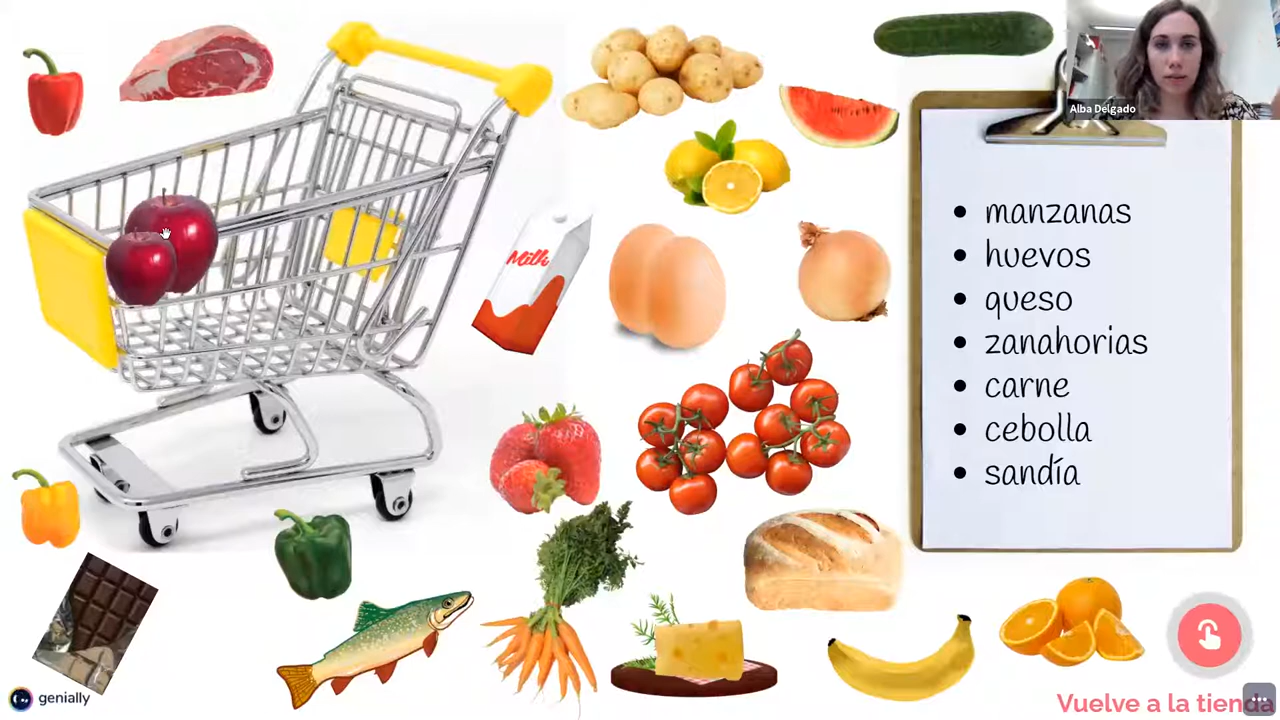 Alba Delgado
Milk
manzanas
huevos
queso
zanahorias
carne
cebolla
sandía
genially
Vuelve a la tienda